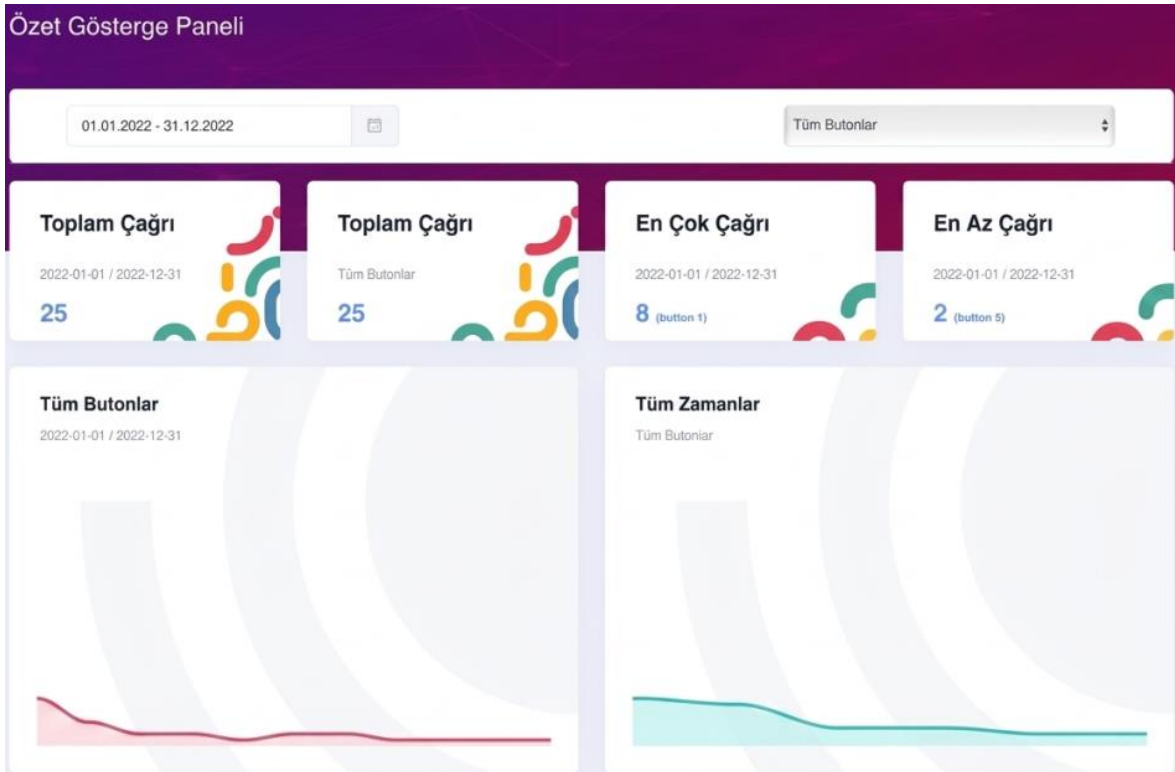 Özet Gösterge Paneli
01.01.2022 - 31.12.2022
Tüm Butonlar
Toplam Çağrı
2022-01-01 / 2022-12-31
25
Toplam Çağrı
Tüm Butonlar
25
En Çok Çağrı
2022-01-01 / 2022-12-31
8 (button 1)
En Az Çağrı
2022-01-01 / 2022-12-31
2 (button 5)
Tüm Butonlar
2022-01-01 / 2022-12-31
Tüm Zamanlar
Tüm Butonlar